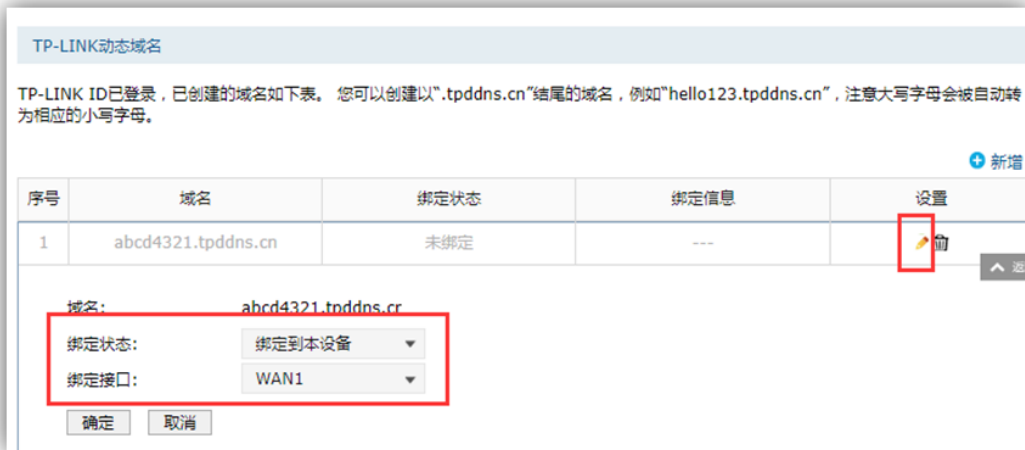 TP-LINK动态域名
TP-LINK ID已登录，已创建的域名如下表。 您可以创建以“.tpddns.cn”结尾的域名，例如“hello123.tpddns.cn”，注意大写字母会被自动转
为相应的小写字母。
新增
序号 域名 绑定状态 绑定信息 设置
1 abcd4321.tpddns.cn 未绑定 ---
返
域名: abcd4321.tpddns.cr
绑定状态: 绑定到本设备
绑定接口: WAN1
确定 取消